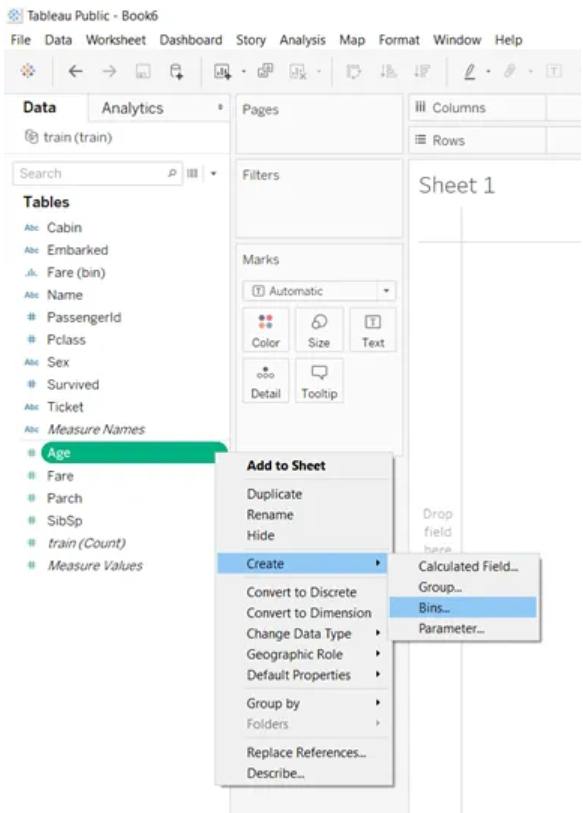 Tableau Public - Book6
File Data Worksheet Dashboard Story Analysis Map Format Window Help
Data
Analytics
train (train)
Search
Tables
Abc Cabin
Abc Embarked
Fare (bin)
Abc Name
# PassengerId
# Pclass
Abc Sex
# Survived
Abc Ticket
Abc Measure Names
# Age
# Fare
# Parch
# SibSp
# train (Count)
# Measure Values
Pages
Filters
Marks
T Automatic
Color Size Text
Detail Tooltip
Columns
Rows
Sheet 1
Drop
field
here
Add to Sheet
Duplicate
Rename
Hide
Create
Convert to Discrete
Convert to Dimension
Change Data Type
Geographic Role
Default Properties
Group by
Folders
Replace References...
Describe...
Calculated Field...
Group...
Bins...
Parameter...